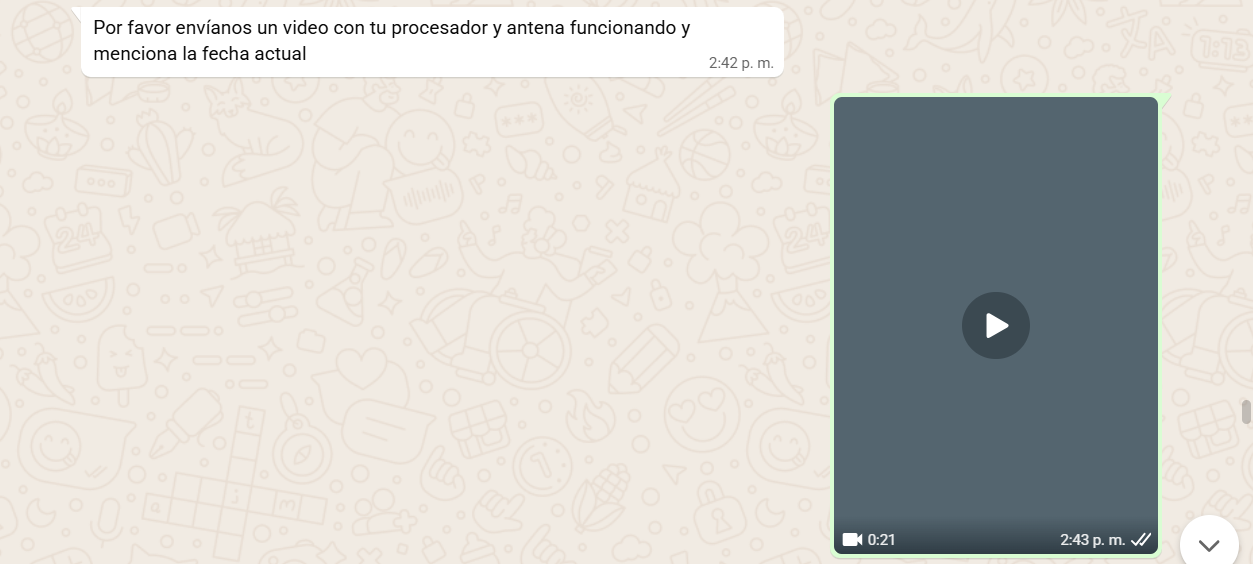 Por favor envíanos un video con tu procesador y antena funcionando y
menciona la fecha actual
2:42 p. m.
0:21
2:43 p. m.